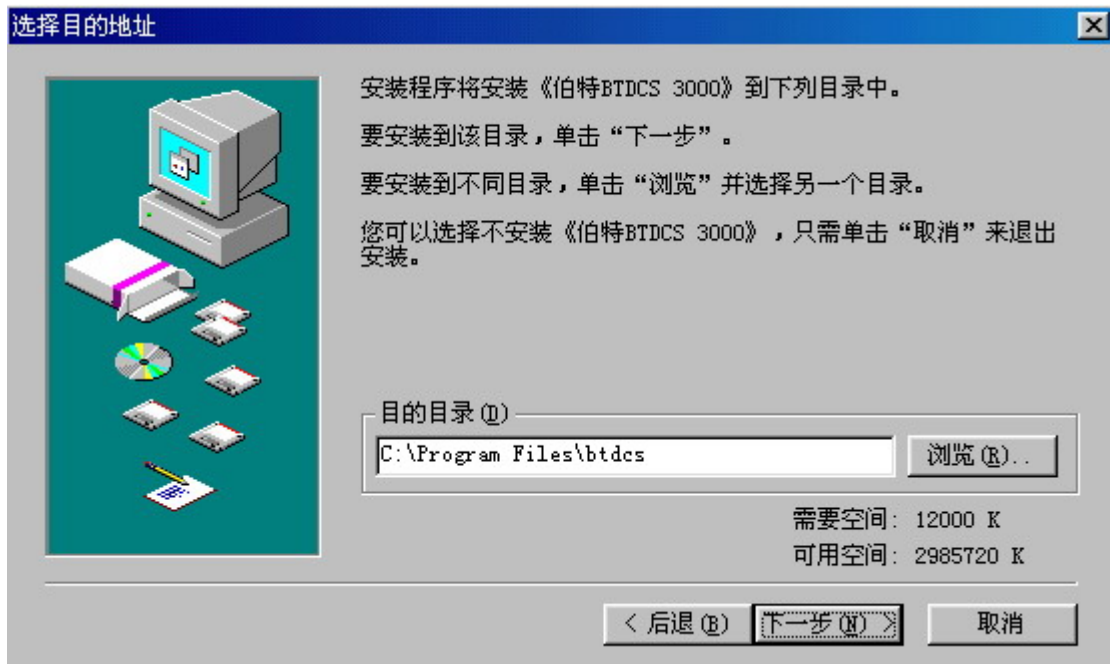 选择目的地址
安装程序将安装《伯特BTDCS 3000》到下列目录中。
要安装到该目录，单击“下一步”。
要安装到不同目录，单击“浏览”并选择另一个目录。
您可以选择不安装《伯特BTDCS 3000》，只需单击“取消”来退出
安装。
目的目录(D)
C:\Program Files\btdcs
浏览(R)..
需要空间: 12000 K
可用空间: 2985720 K
< 后退(B)
下一步(N) >
取消